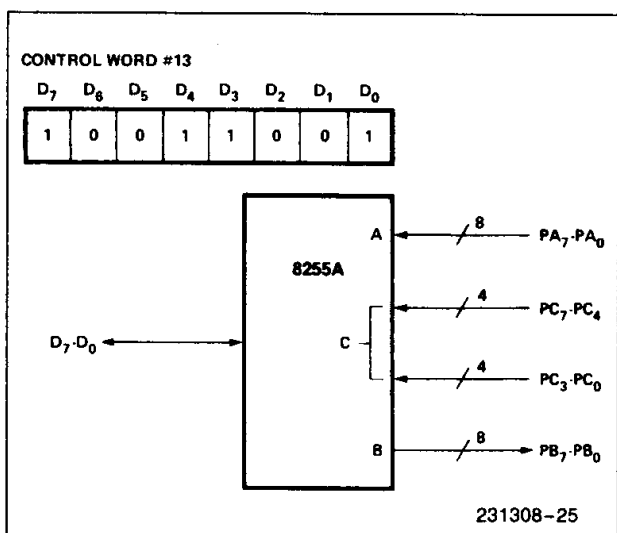 CONTROL WORD #13
D7 D6 D5 D4 D3 D2 D1 D0
1 0 0 1 1 0 0 1
8255A
A 8 PA7-PA0
4 PC7-PC4
D7-D0 C
4 PC3-PC0
B 8 PB7-PB0
231308-25